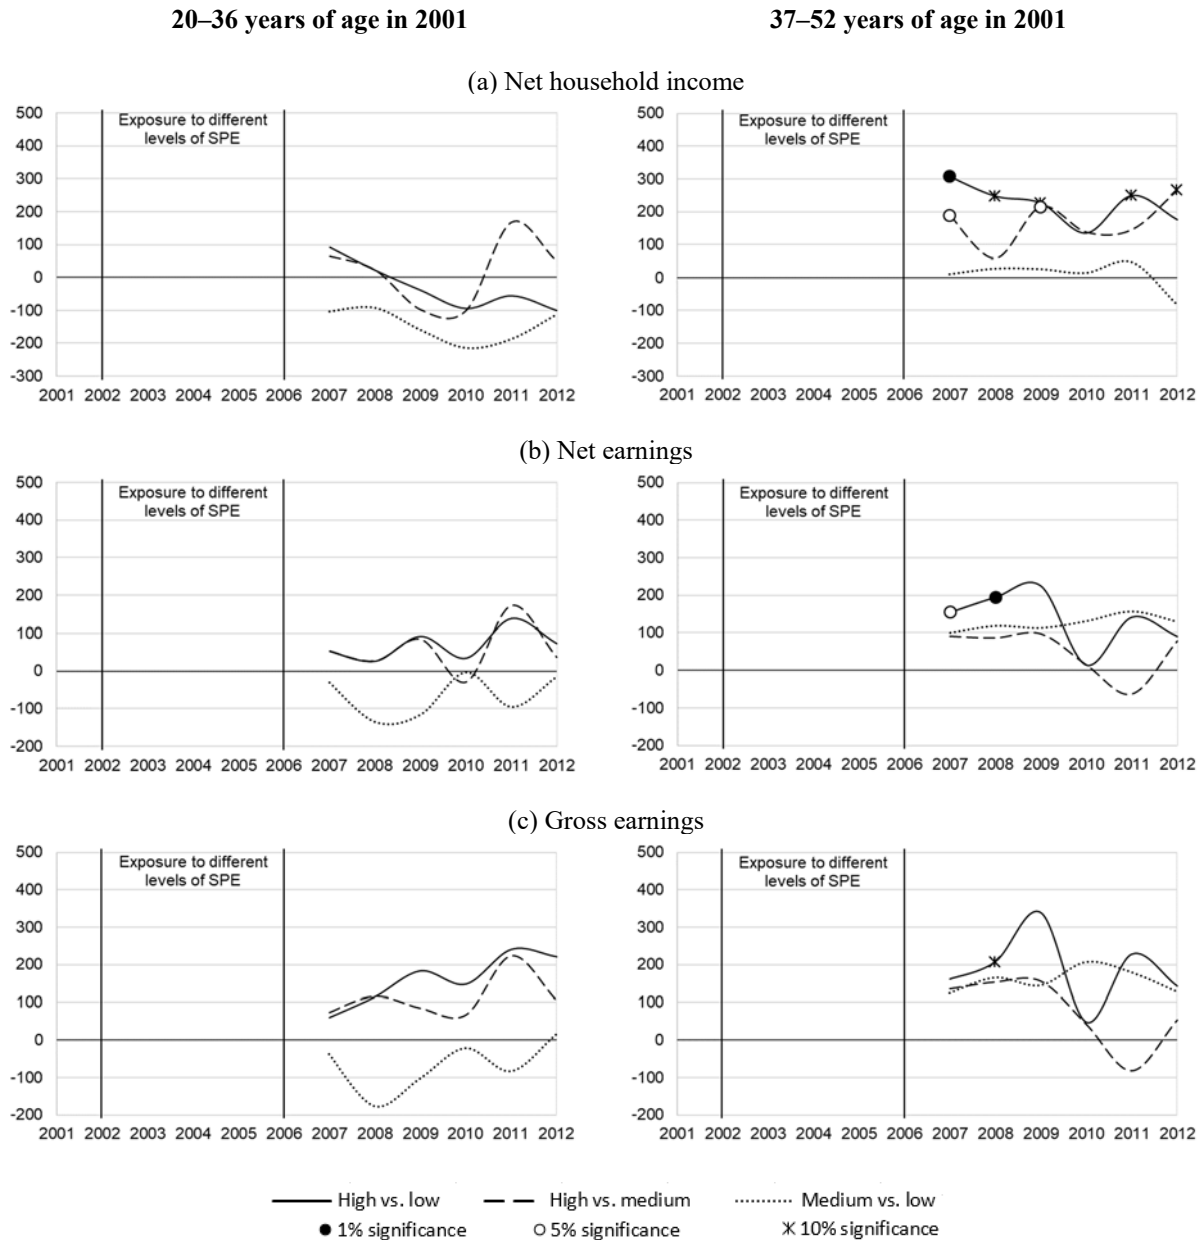 20–36 years of age in 2001 37–52 years of age in 2001
(a) Net household income
Exposure to different
levels of SPE
500
400
300
200
100
0
-100
-200
-300
2001 2002 2003 2004 2005 2006 2007 2008 2009 2010 2011 2012
Exposure to different
levels of SPE
500
400
300
200
100
0
-100
-200
-300
2001 2002 2003 2004 2005 2006 2007 2008 2009 2010 2011 2012
(b) Net earnings
Exposure to different
levels of SPE
500
400
300
200
100
0
-100
-200
2001 2002 2003 2004 2005 2006 2007 2008 2009 2010 2011 2012
Exposure to different
levels of SPE
500
400
300
200
100
0
-100
-200
2001 2002 2003 2004 2005 2006 2007 2008 2009 2010 2011 2012
(c) Gross earnings
Exposure to different
levels of SPE
500
400
300
200
100
0
-100
-200
2001 2002 2003 2004 2005 2006 2007 2008 2009 2010 2011 2012
Exposure to different
levels of SPE
500
400
300
200
100
0
-100
-200
2001 2002 2003 2004 2005 2006 2007 2008 2009 2010 2011 2012
High vs. low High vs. medium Medium vs. low
1% significance 5% significance 10% significance